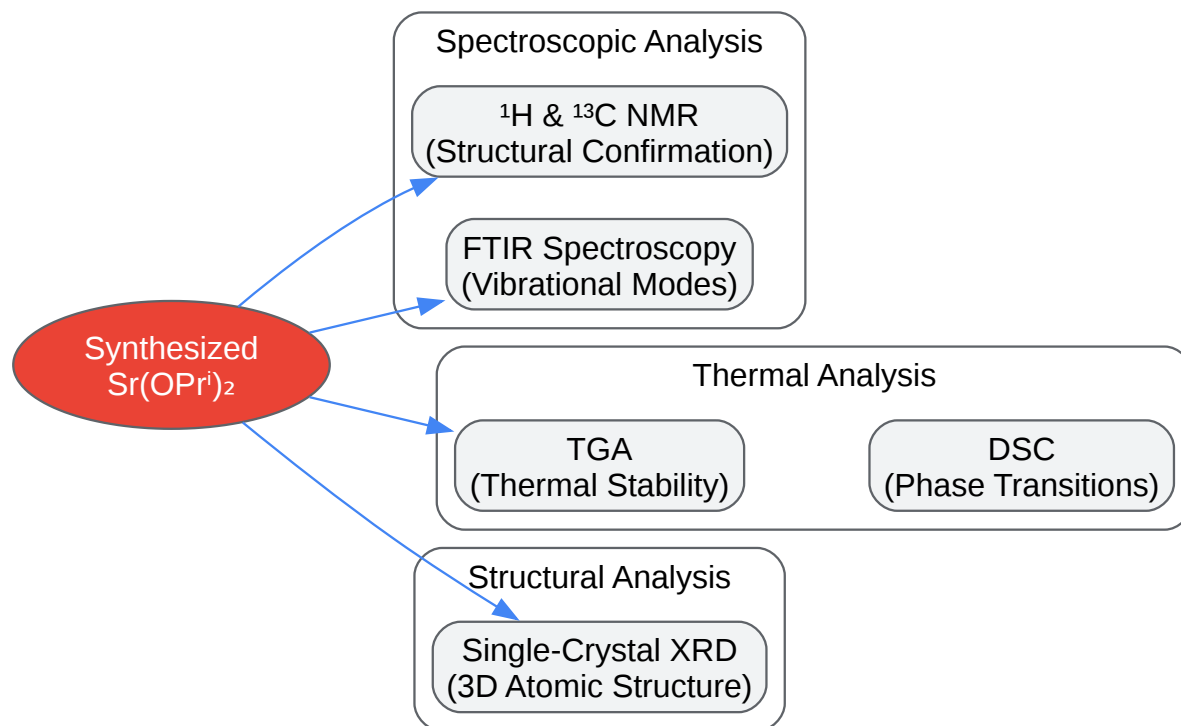 Spectroscopic Analysis
¹H & ¹³C NMR
(Structural Confirmation)
FTIR Spectroscopy
(Vibrational Modes)
Synthesized
Sr(OPrⁱ)₂
Thermal Analysis
TGA
(Thermal Stability)
DSC
(Phase Transitions)
Structural Analysis
Single-Crystal XRD
(3D Atomic Structure)